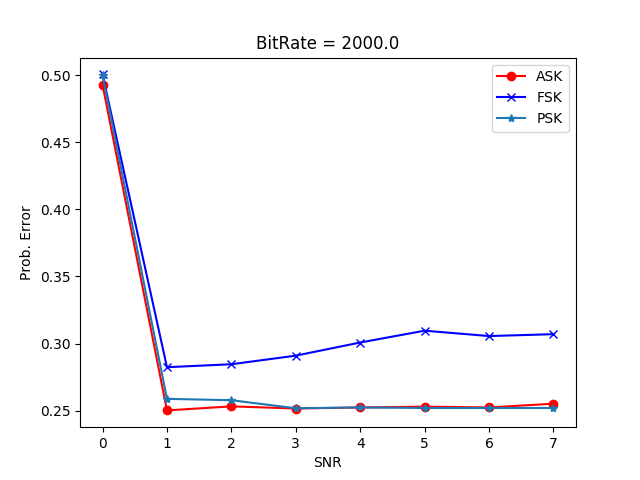 BitRate = 2000.0
ASK
FSK
PSK
0.50
0.45
0.40
0.35
0.30
0.25
Prob. Error
0 1 2 3 4 5 6 7
SNR